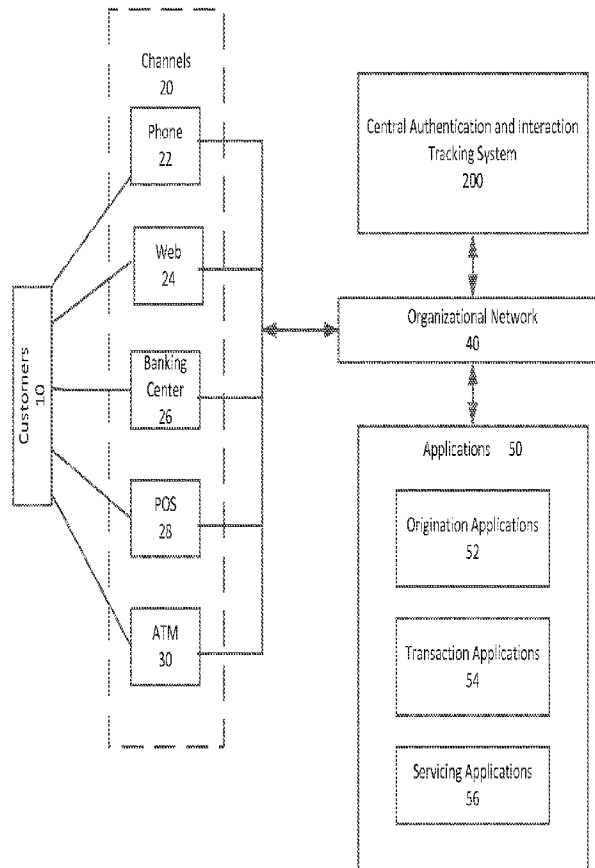 Channels
20
Phone
22
Web
24
Banking
Center
26
POS
28
ATM
30
Customers
10
Central Authentication and Interaction
Tracking System
200
Organizational Network
40
Applications 50
Origination Applications
52
Transaction Applications
54
Servicing Applications
56